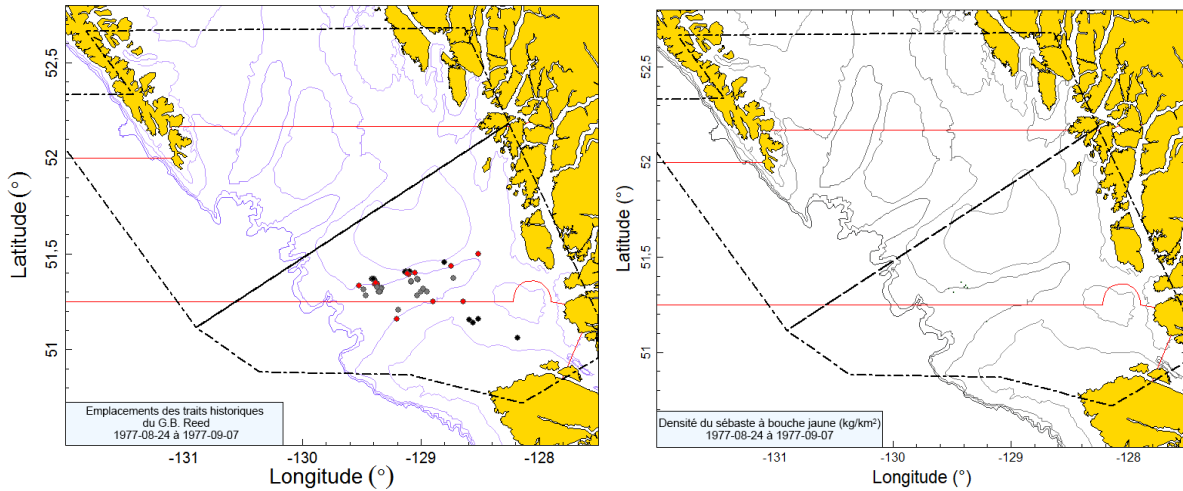 52.5
52
51.5
51
Latitude (°)
Emplacements des traits historiques
du G.B. Reed
1977-08-24 à 1977-09-07
-131
-130
-129
-128
Longitude (°)
52.5
52
51.5
51
Latitude (°)
Densité du sébaste à bouche jaune (kg/km²)
1977-08-24 à 1977-09-07
-131
-130
-129
-128
Longitude (°)